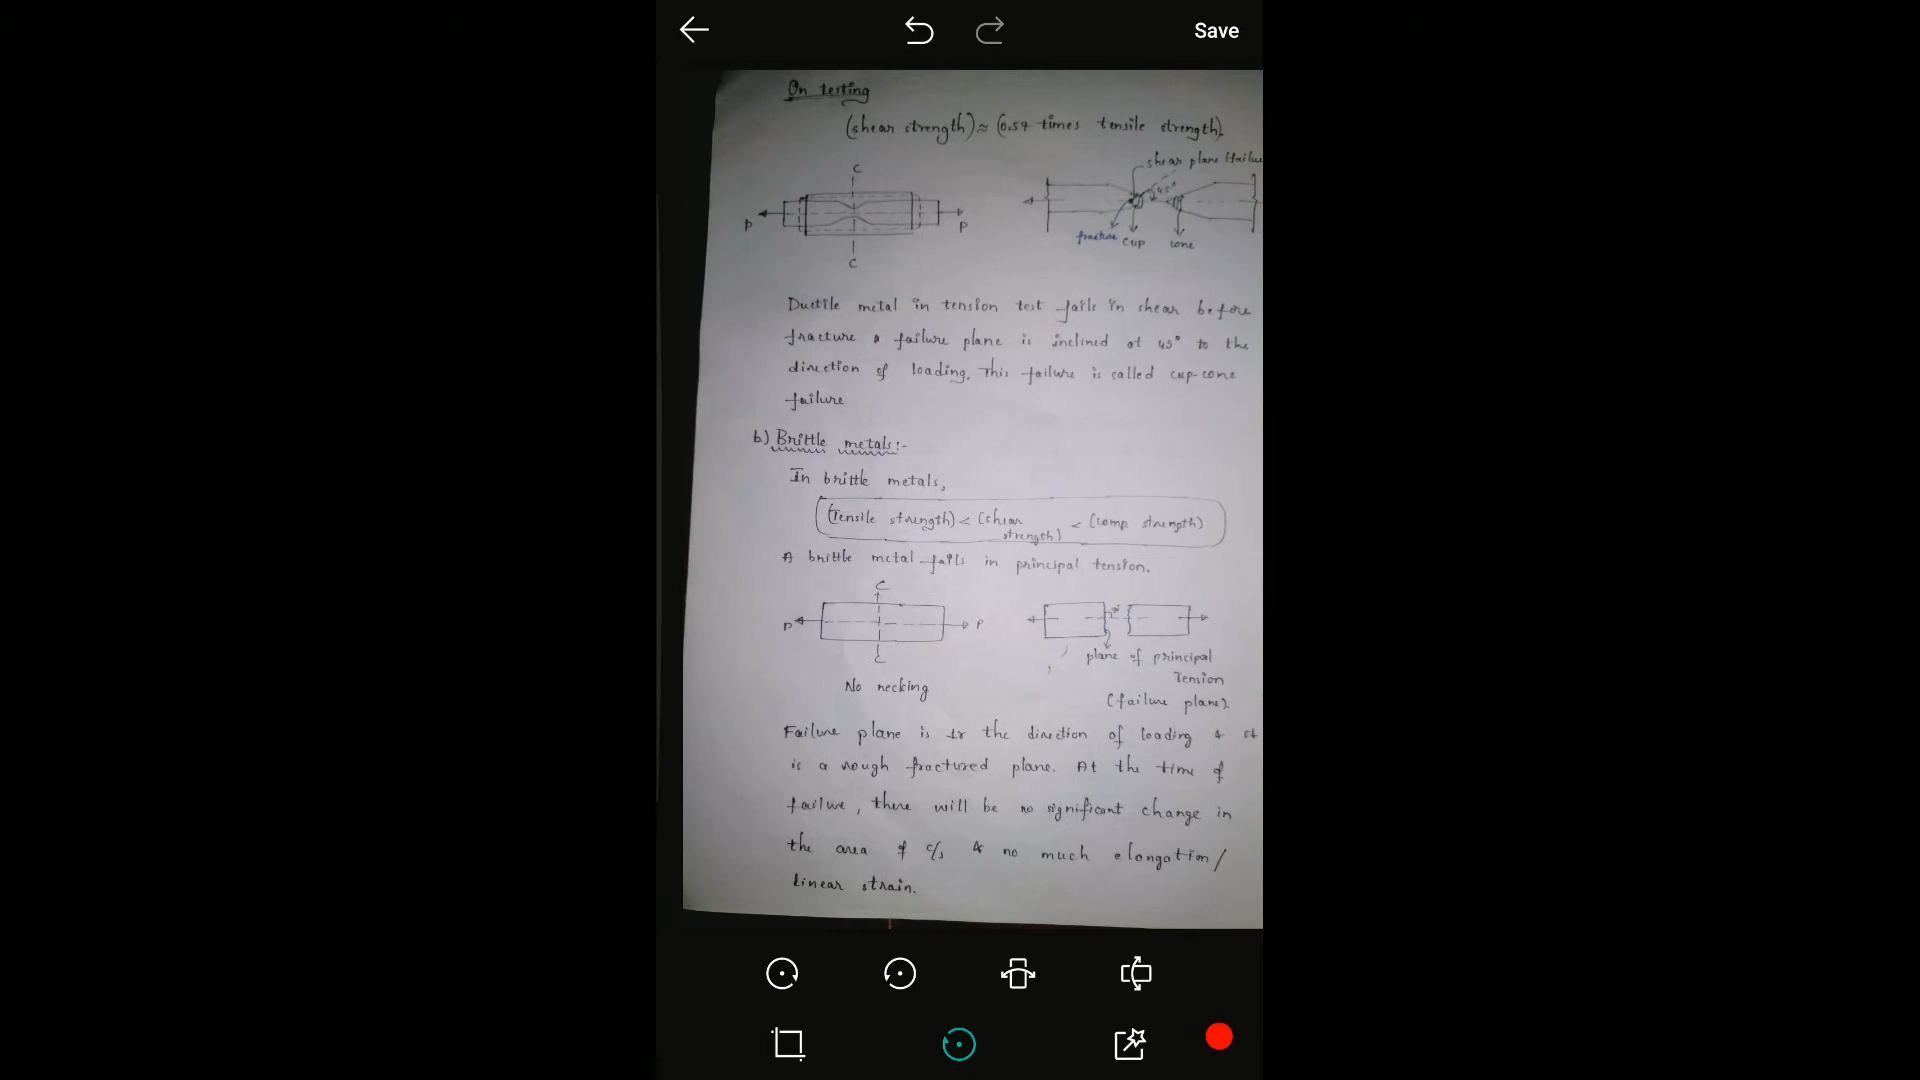 Save
On testing
(shear strength) ≈ (0.57 times tensile strength).
C
shear plane (failu
45°
P
P
fracture cup cone
C
Ductile metal in tension test fails in shear before
fracture & failure plane is inclined at 45° to the
direction of loading. This failure is called cup-cone
failure
b) Brittle metals:-
In brittle metals,
(Tensile strength) < (shear strength) < (comp strength)
A brittle metal fails in principal tension.
C
P
P
C
plane of principal
Tension
No necking
(failure plane).
Failure plane is ⊥r the direction of loading & it
is a rough fractured plane. At the time of
failure, there will be no significant change in
the area of c/s & no much elongation/
linear strain.